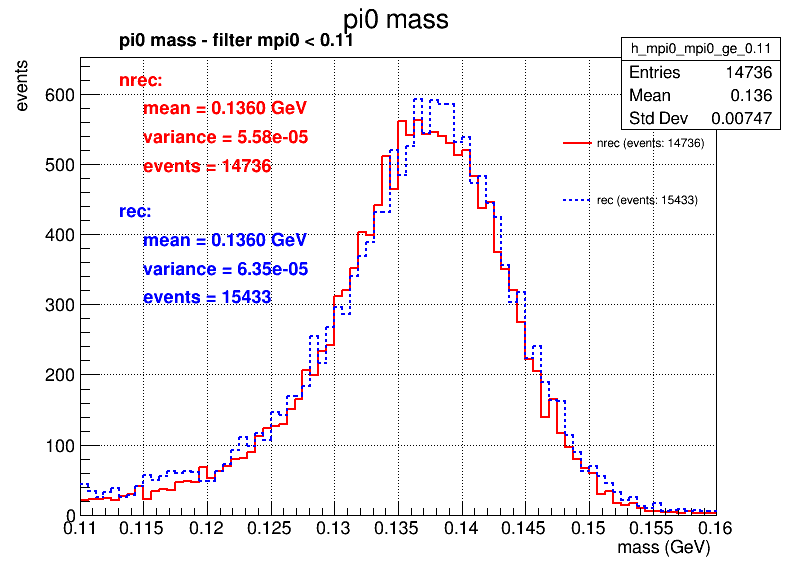 pi0 mass
pi0 mass - filter mpi0 < 0.11
h_mpi0_mpi0_ge_0.11
Entries 14736
Mean 0.136
Std Dev 0.00747
events
nrec:
mean = 0.1360 GeV
variance = 5.58e-05
events = 14736
rec:
mean = 0.1360 GeV
variance = 6.35e-05
events = 15433
nrec (events: 14736)
rec (events: 15433)
600
500
400
300
200
100
0
0.11 0.115 0.12 0.125 0.13 0.135 0.14 0.145 0.15 0.155 0.16
mass (GeV)